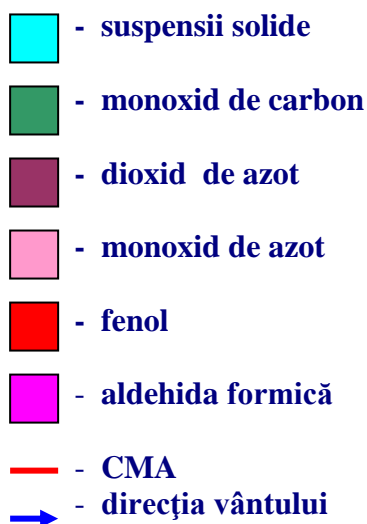 - suspensii solide
- monoxid de carbon
- dioxid de azot
- monoxid de azot
- fenol
- aldehida formică
- CMA
- direcţia vântului